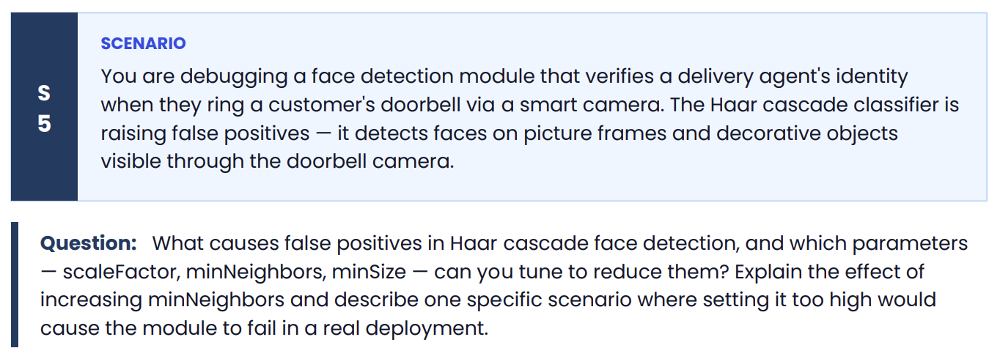 S
5
SCENARIO
You are debugging a face detection module that verifies a delivery agent's identity
when they ring a customer's doorbell via a smart camera. The Haar cascade classifier is
raising false positives — it detects faces on picture frames and decorative objects
visible through the doorbell camera.
Question: What causes false positives in Haar cascade face detection, and which parameters
— scaleFactor, minNeighbors, minSize — can you tune to reduce them? Explain the effect of
increasing minNeighbors and describe one specific scenario where setting it too high would
cause the module to fail in a real deployment.